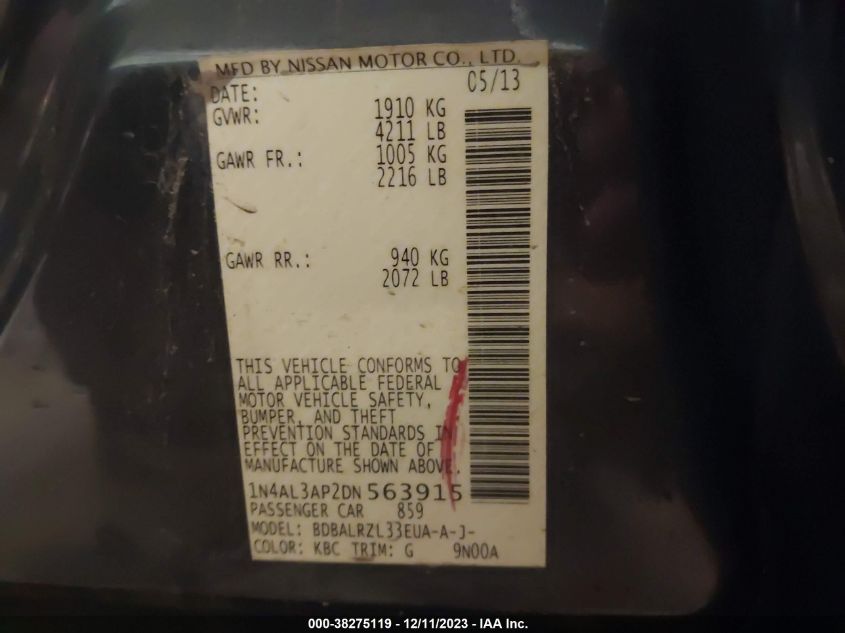 MFD BY NISSAN MOTOR CO., LTD.
DATE: 05/13
GVWR: 1910 KG
4211 LB
GAWR FR.: 1005 KG
2216 LB
GAWR RR.: 940 KG
2072 LB
THIS VEHICLE CONFORMS TO
ALL APPLICABLE FEDERAL
MOTOR VEHICLE SAFETY,
BUMPER, AND THEFT
PREVENTION STANDARDS IN
EFFECT ON THE DATE OF
MANUFACTURE SHOWN ABOVE.
1N4AL3AP2DN563915
PASSENGER CAR 859
MODEL: BDBALRZL33EUA-A-J-
COLOR: KBC TRIM: G 9N00A
000-38275119 - 12/11/2023 - IAA Inc.